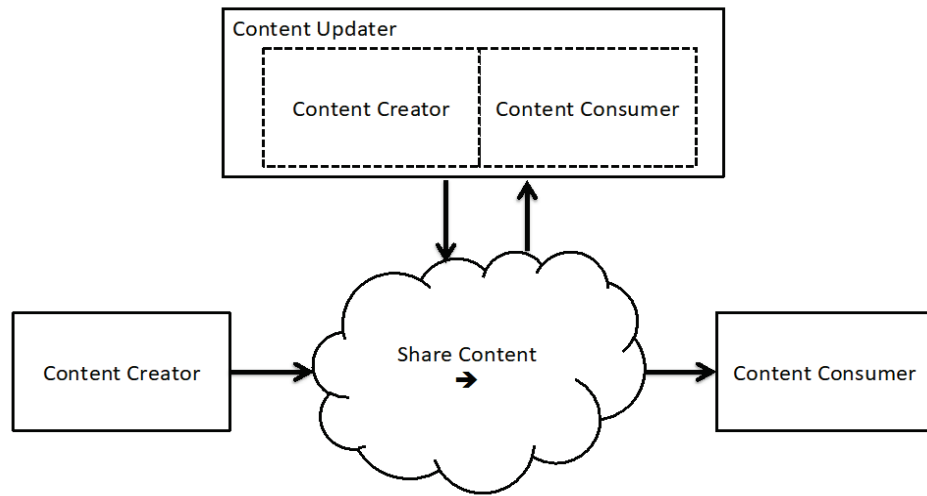 Content Updater
Content Creator
Content Consumer
Share Content
➔
Content Creator
Content Consumer